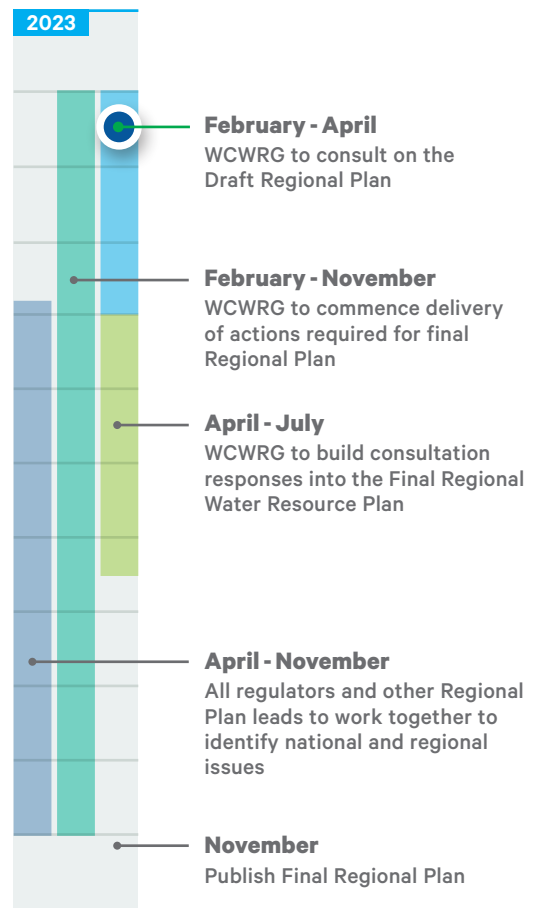 2023
February - April
WCWRG to consult on the
Draft Regional Plan
February - November
WCWRG to commence delivery
of actions required for final
Regional Plan
April - July
WCWRG to build consultation
responses into the Final Regional
Water Resource Plan
April - November
All regulators and other Regional
Plan leads to work together to
identify national and regional
issues
November
Publish Final Regional Plan